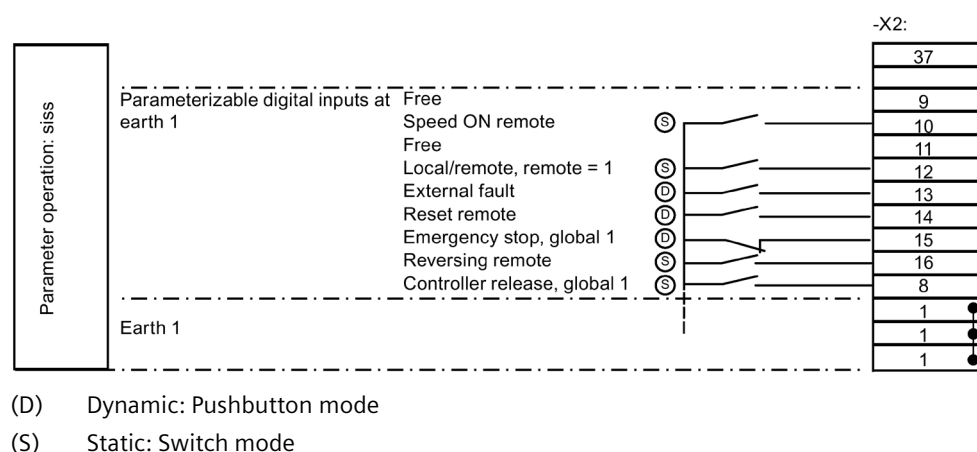 -X2:
37
Parameter operation: siss
Parameterizable digital inputs at
earth 1
Free
9
Speed ON remote
S
10
Free
11
Local/remote, remote = 1
S
12
External fault
D
13
Reset remote
D
14
Emergency stop, global 1
D
15
Reversing remote
S
16
Controller release, global 1
S
8
Earth 1
1
1
1
(D) Dynamic: Pushbutton mode
(S) Static: Switch mode